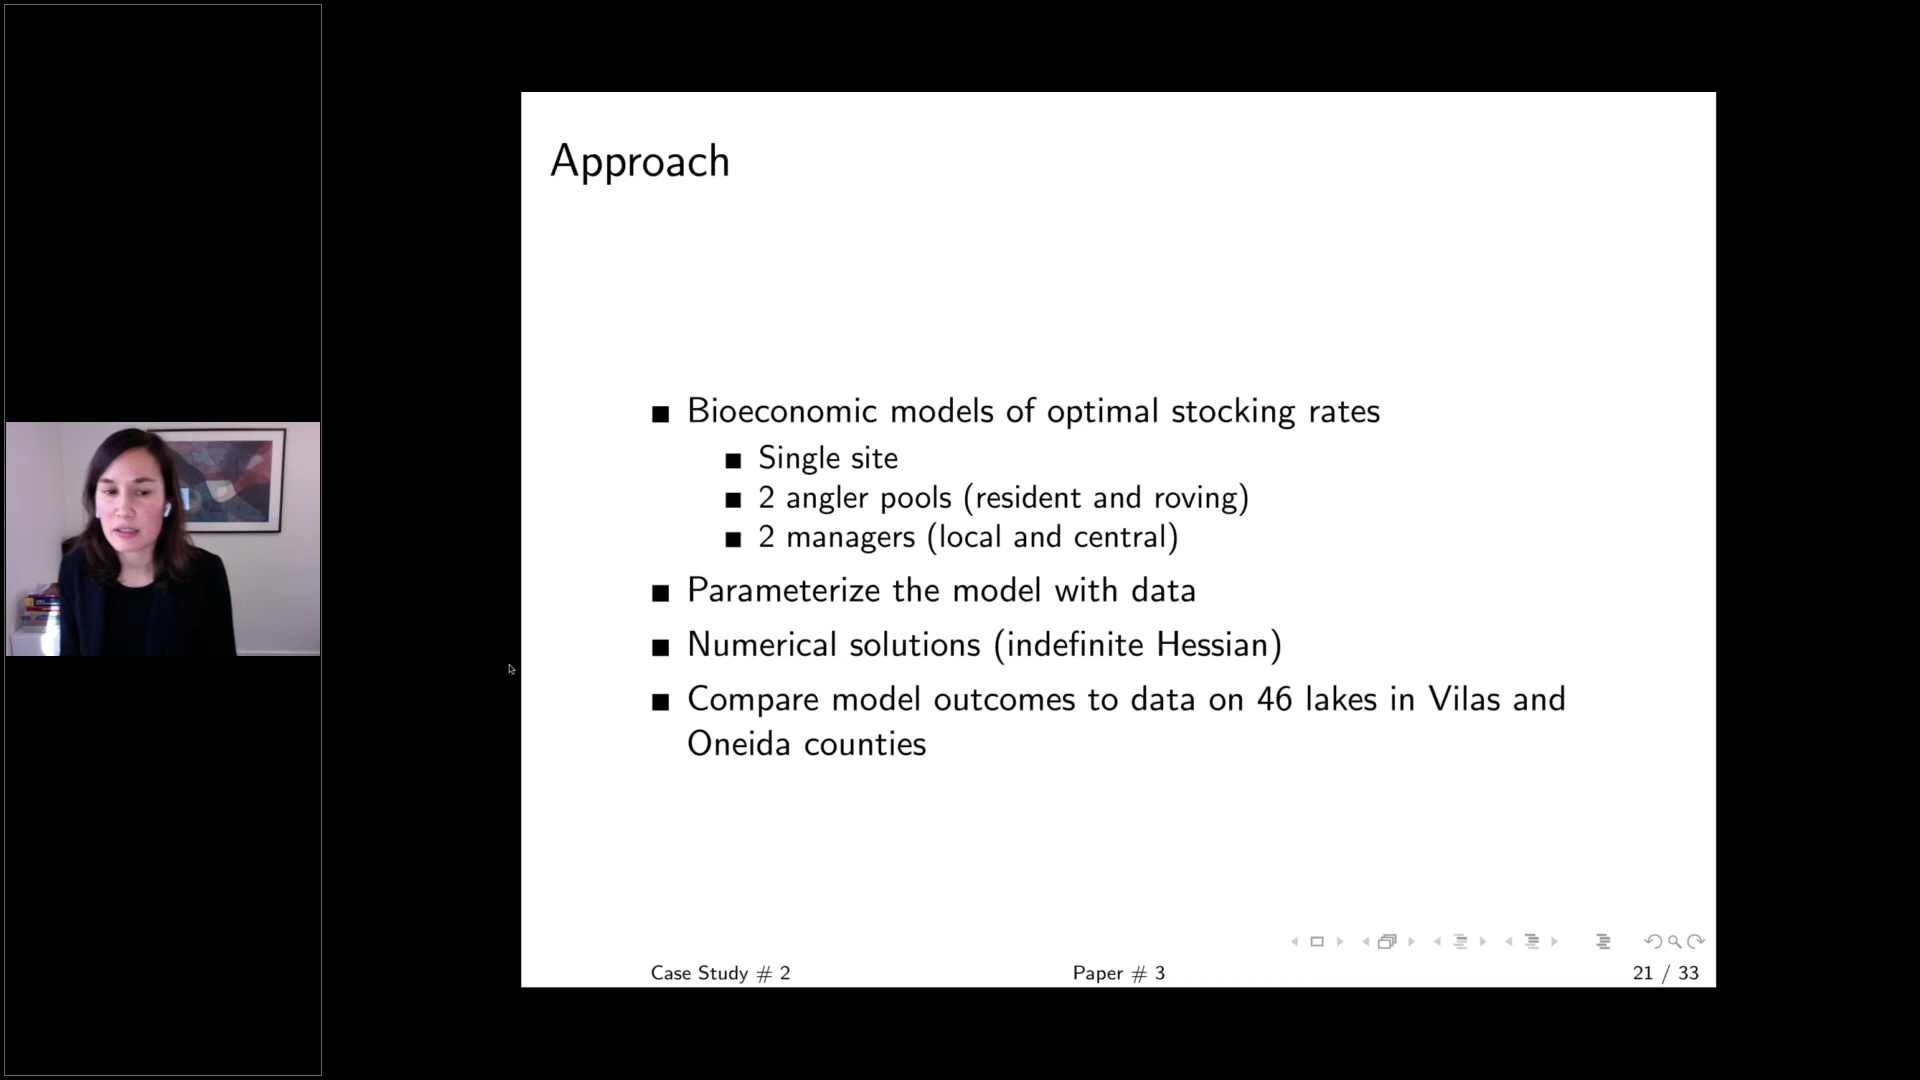 Approach
Bioeconomic models of optimal stocking rates
Single site
2 angler pools (resident and roving)
2 managers (local and central)
Parameterize the model with data
Numerical solutions (indefinite Hessian)
Compare model outcomes to data on 46 lakes in Vilas and
Oneida counties
Case Study # 2
Paper # 3
21 / 33